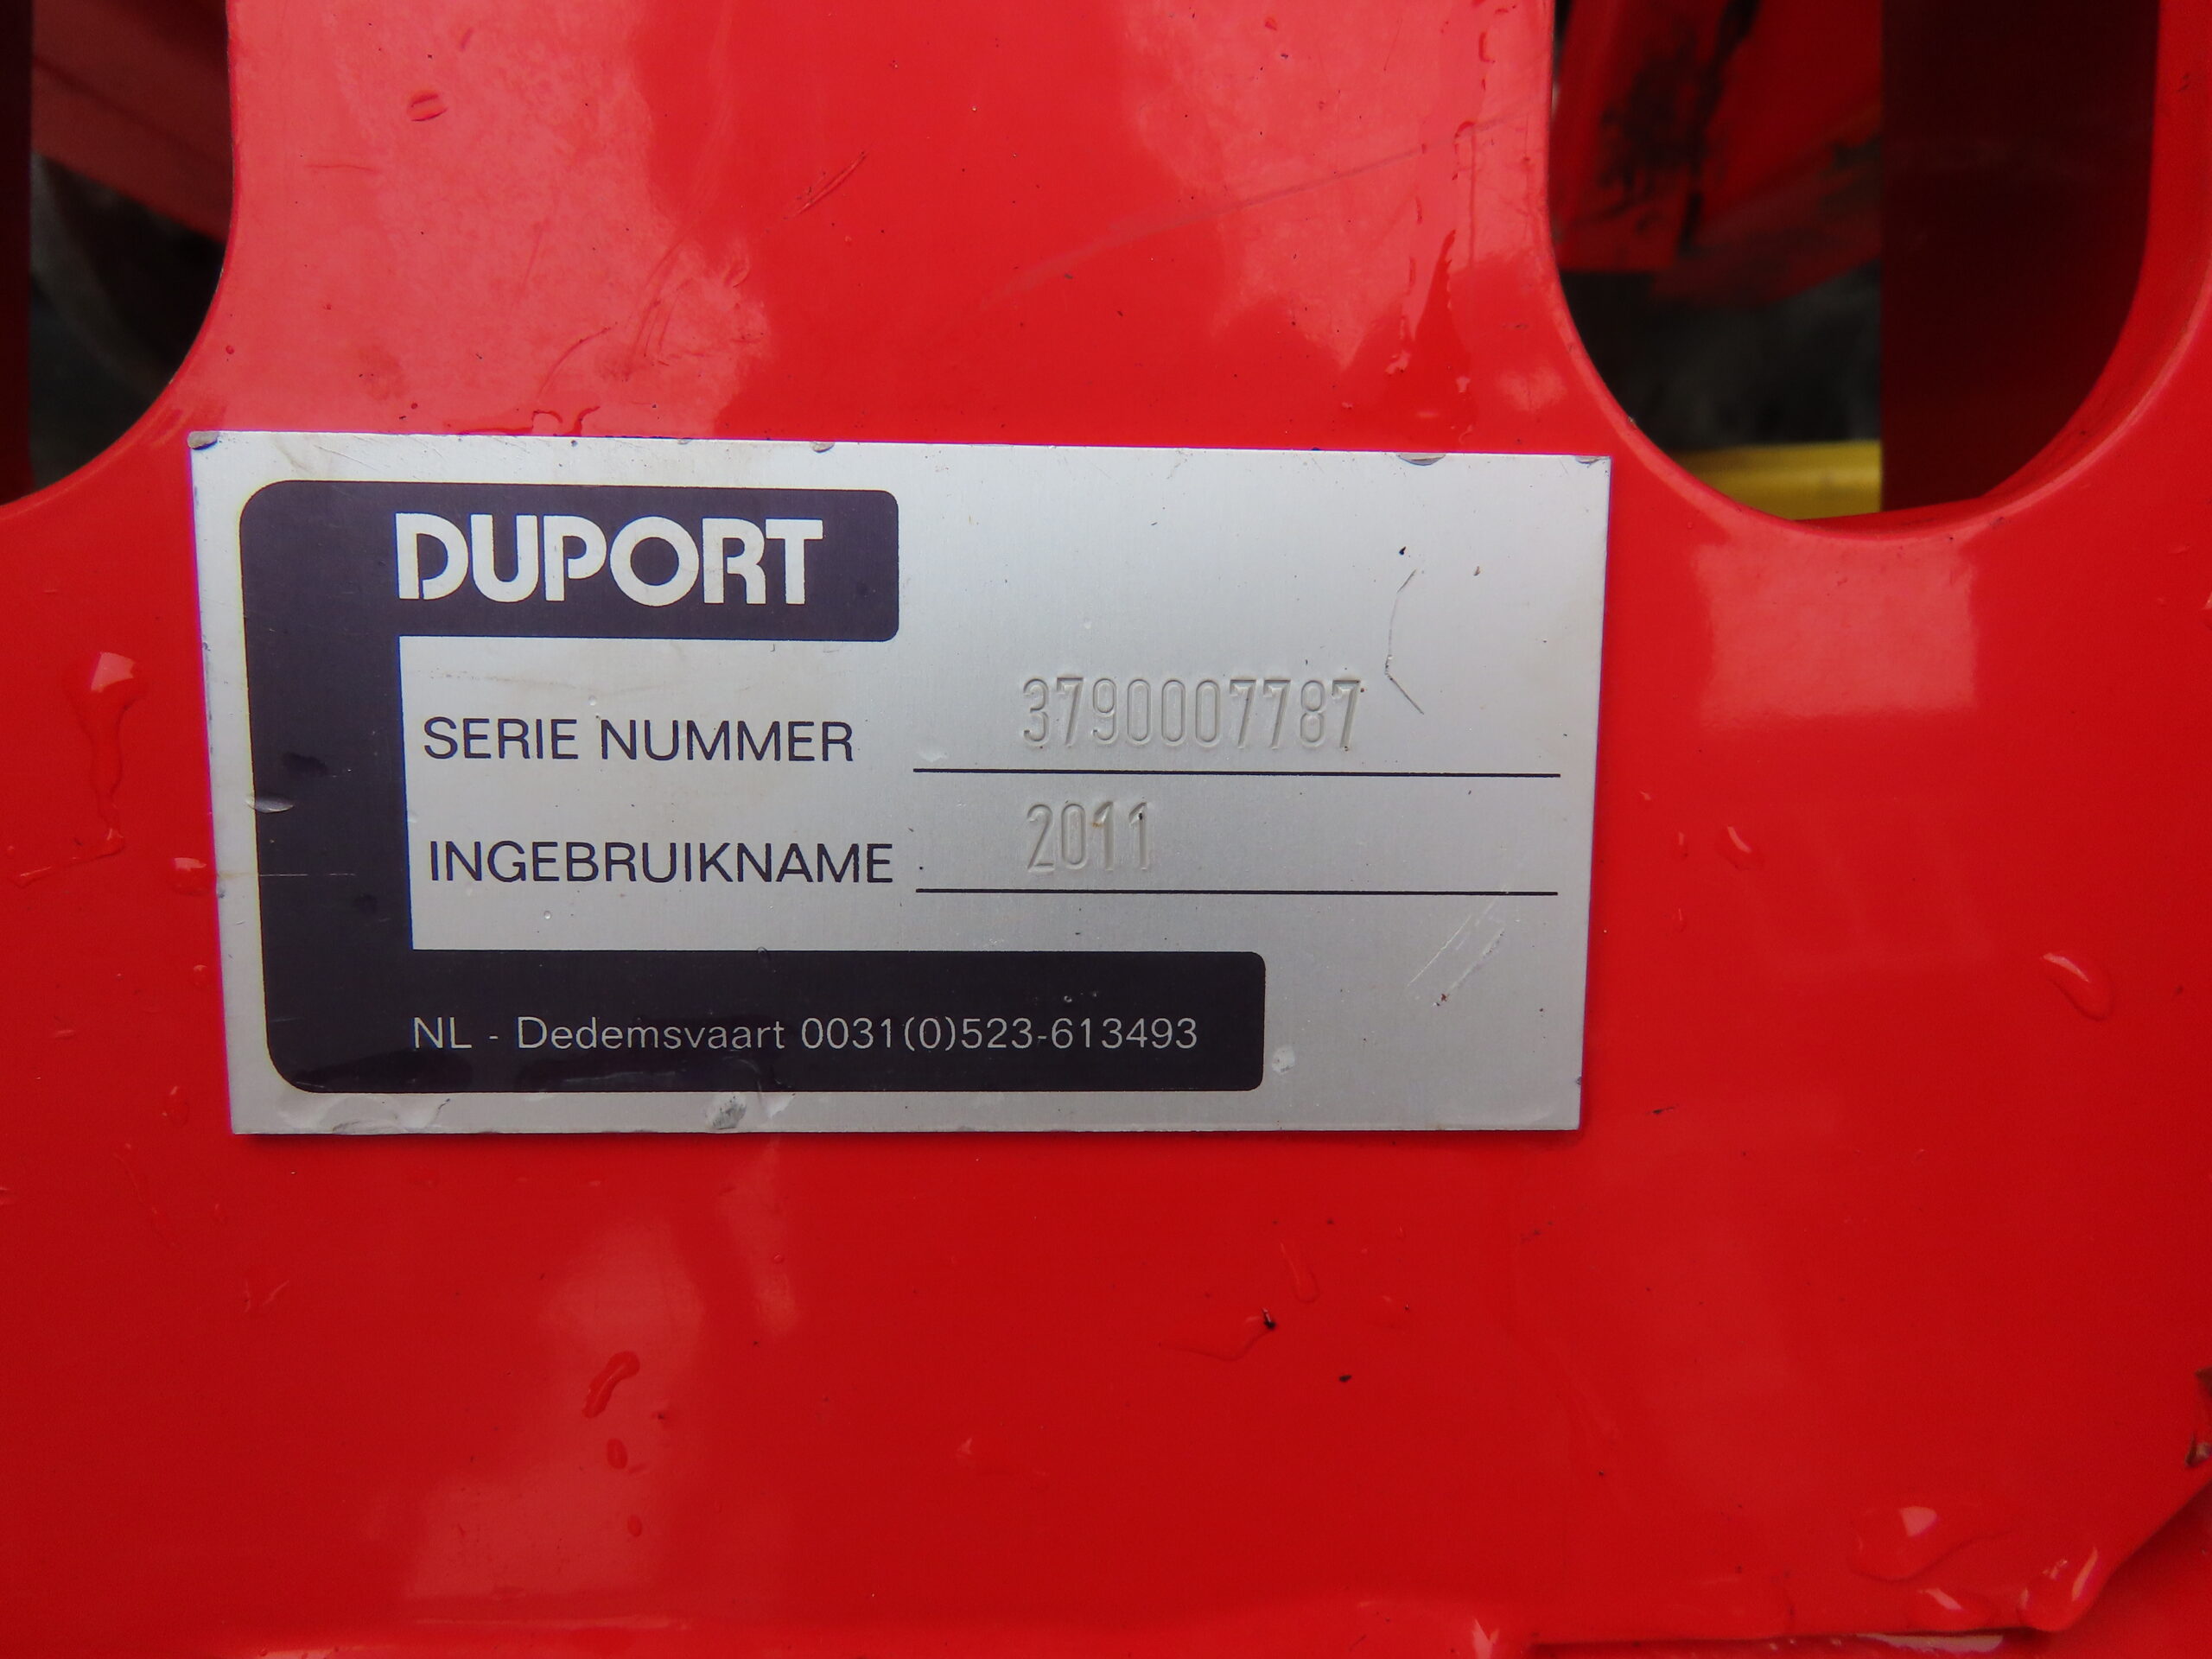 DUPORT
SERIE NUMMER 3790007787
INGEBRUIKNAME 2011
NL - Dedemsvaart 0031(0)523-613493